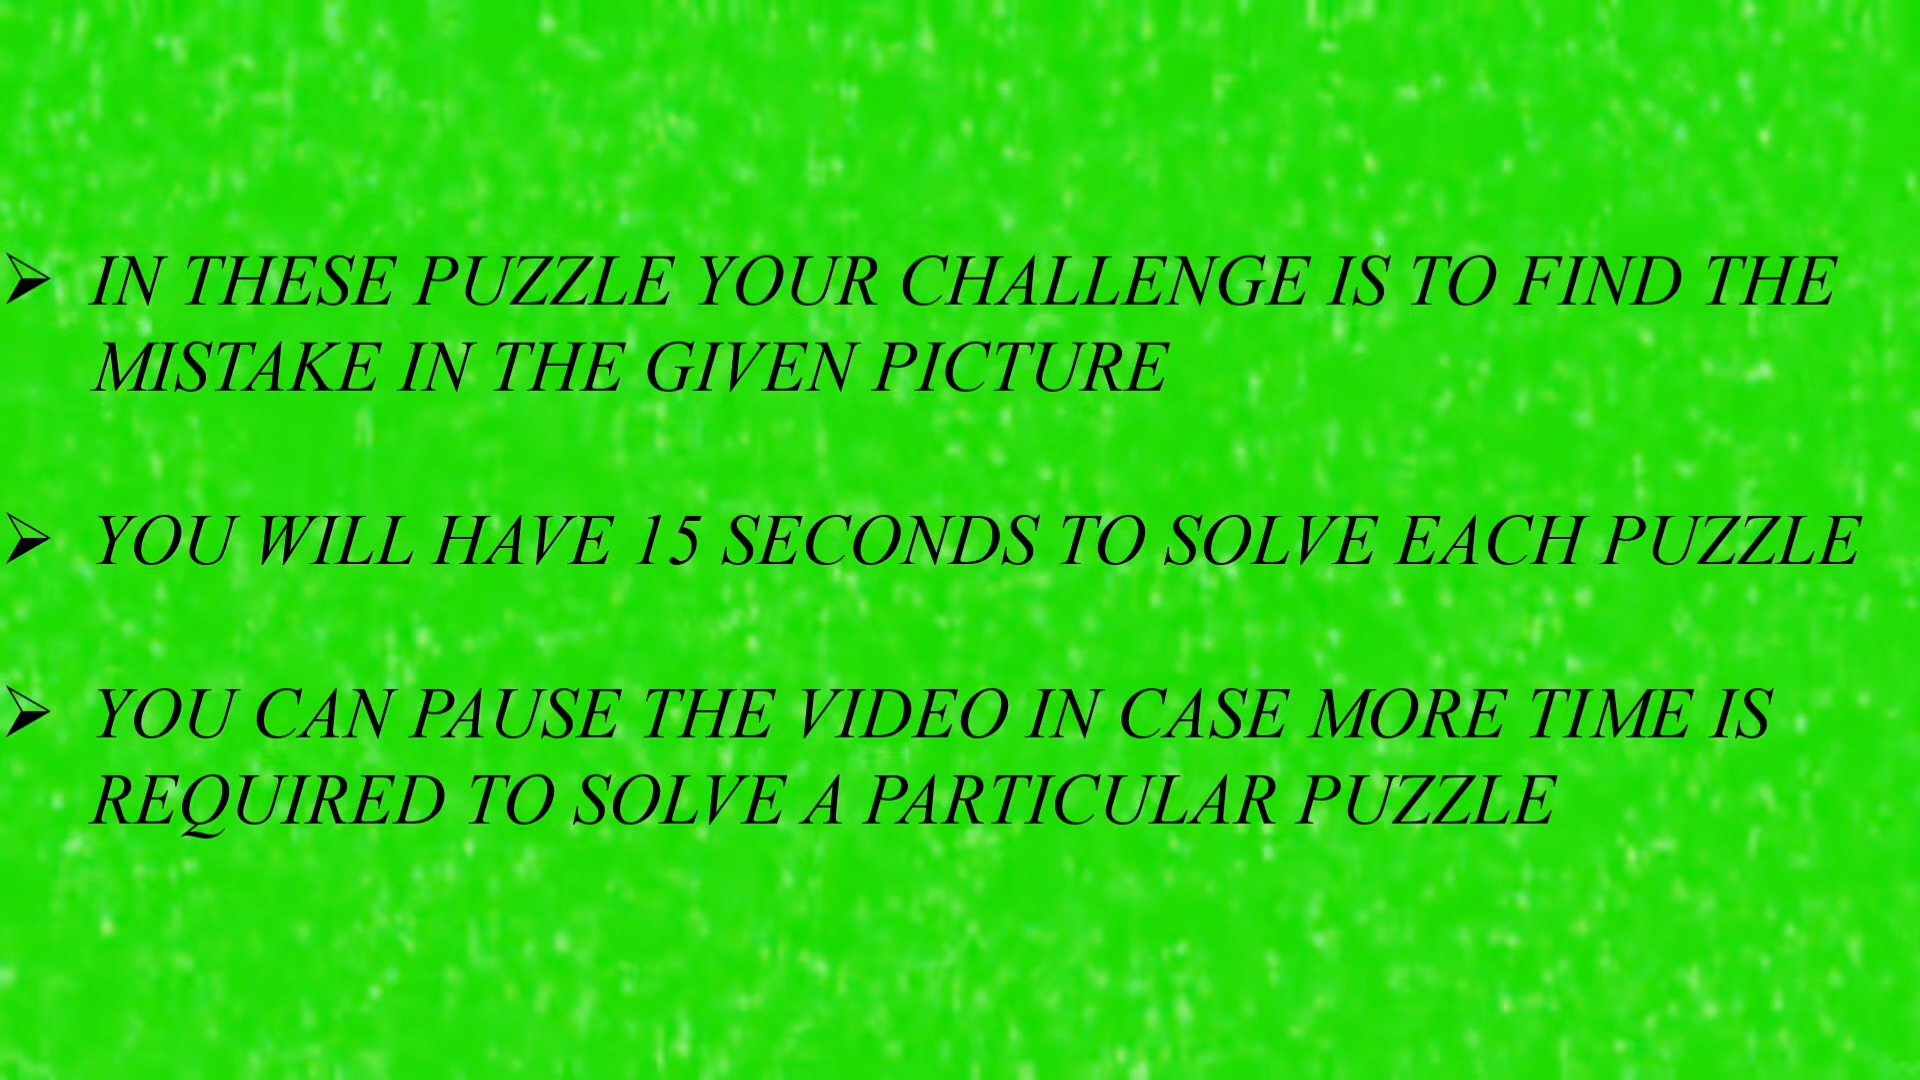 ➢ IN THESE PUZZLE YOUR CHALLENGE IS TO FIND THE
MISTAKE IN THE GIVEN PICTURE
➢ YOU WILL HAVE 15 SECONDS TO SOLVE EACH PUZZLE
➢ YOU CAN PAUSE THE VIDEO IN CASE MORE TIME IS
REQUIRED TO SOLVE A PARTICULAR PUZZLE